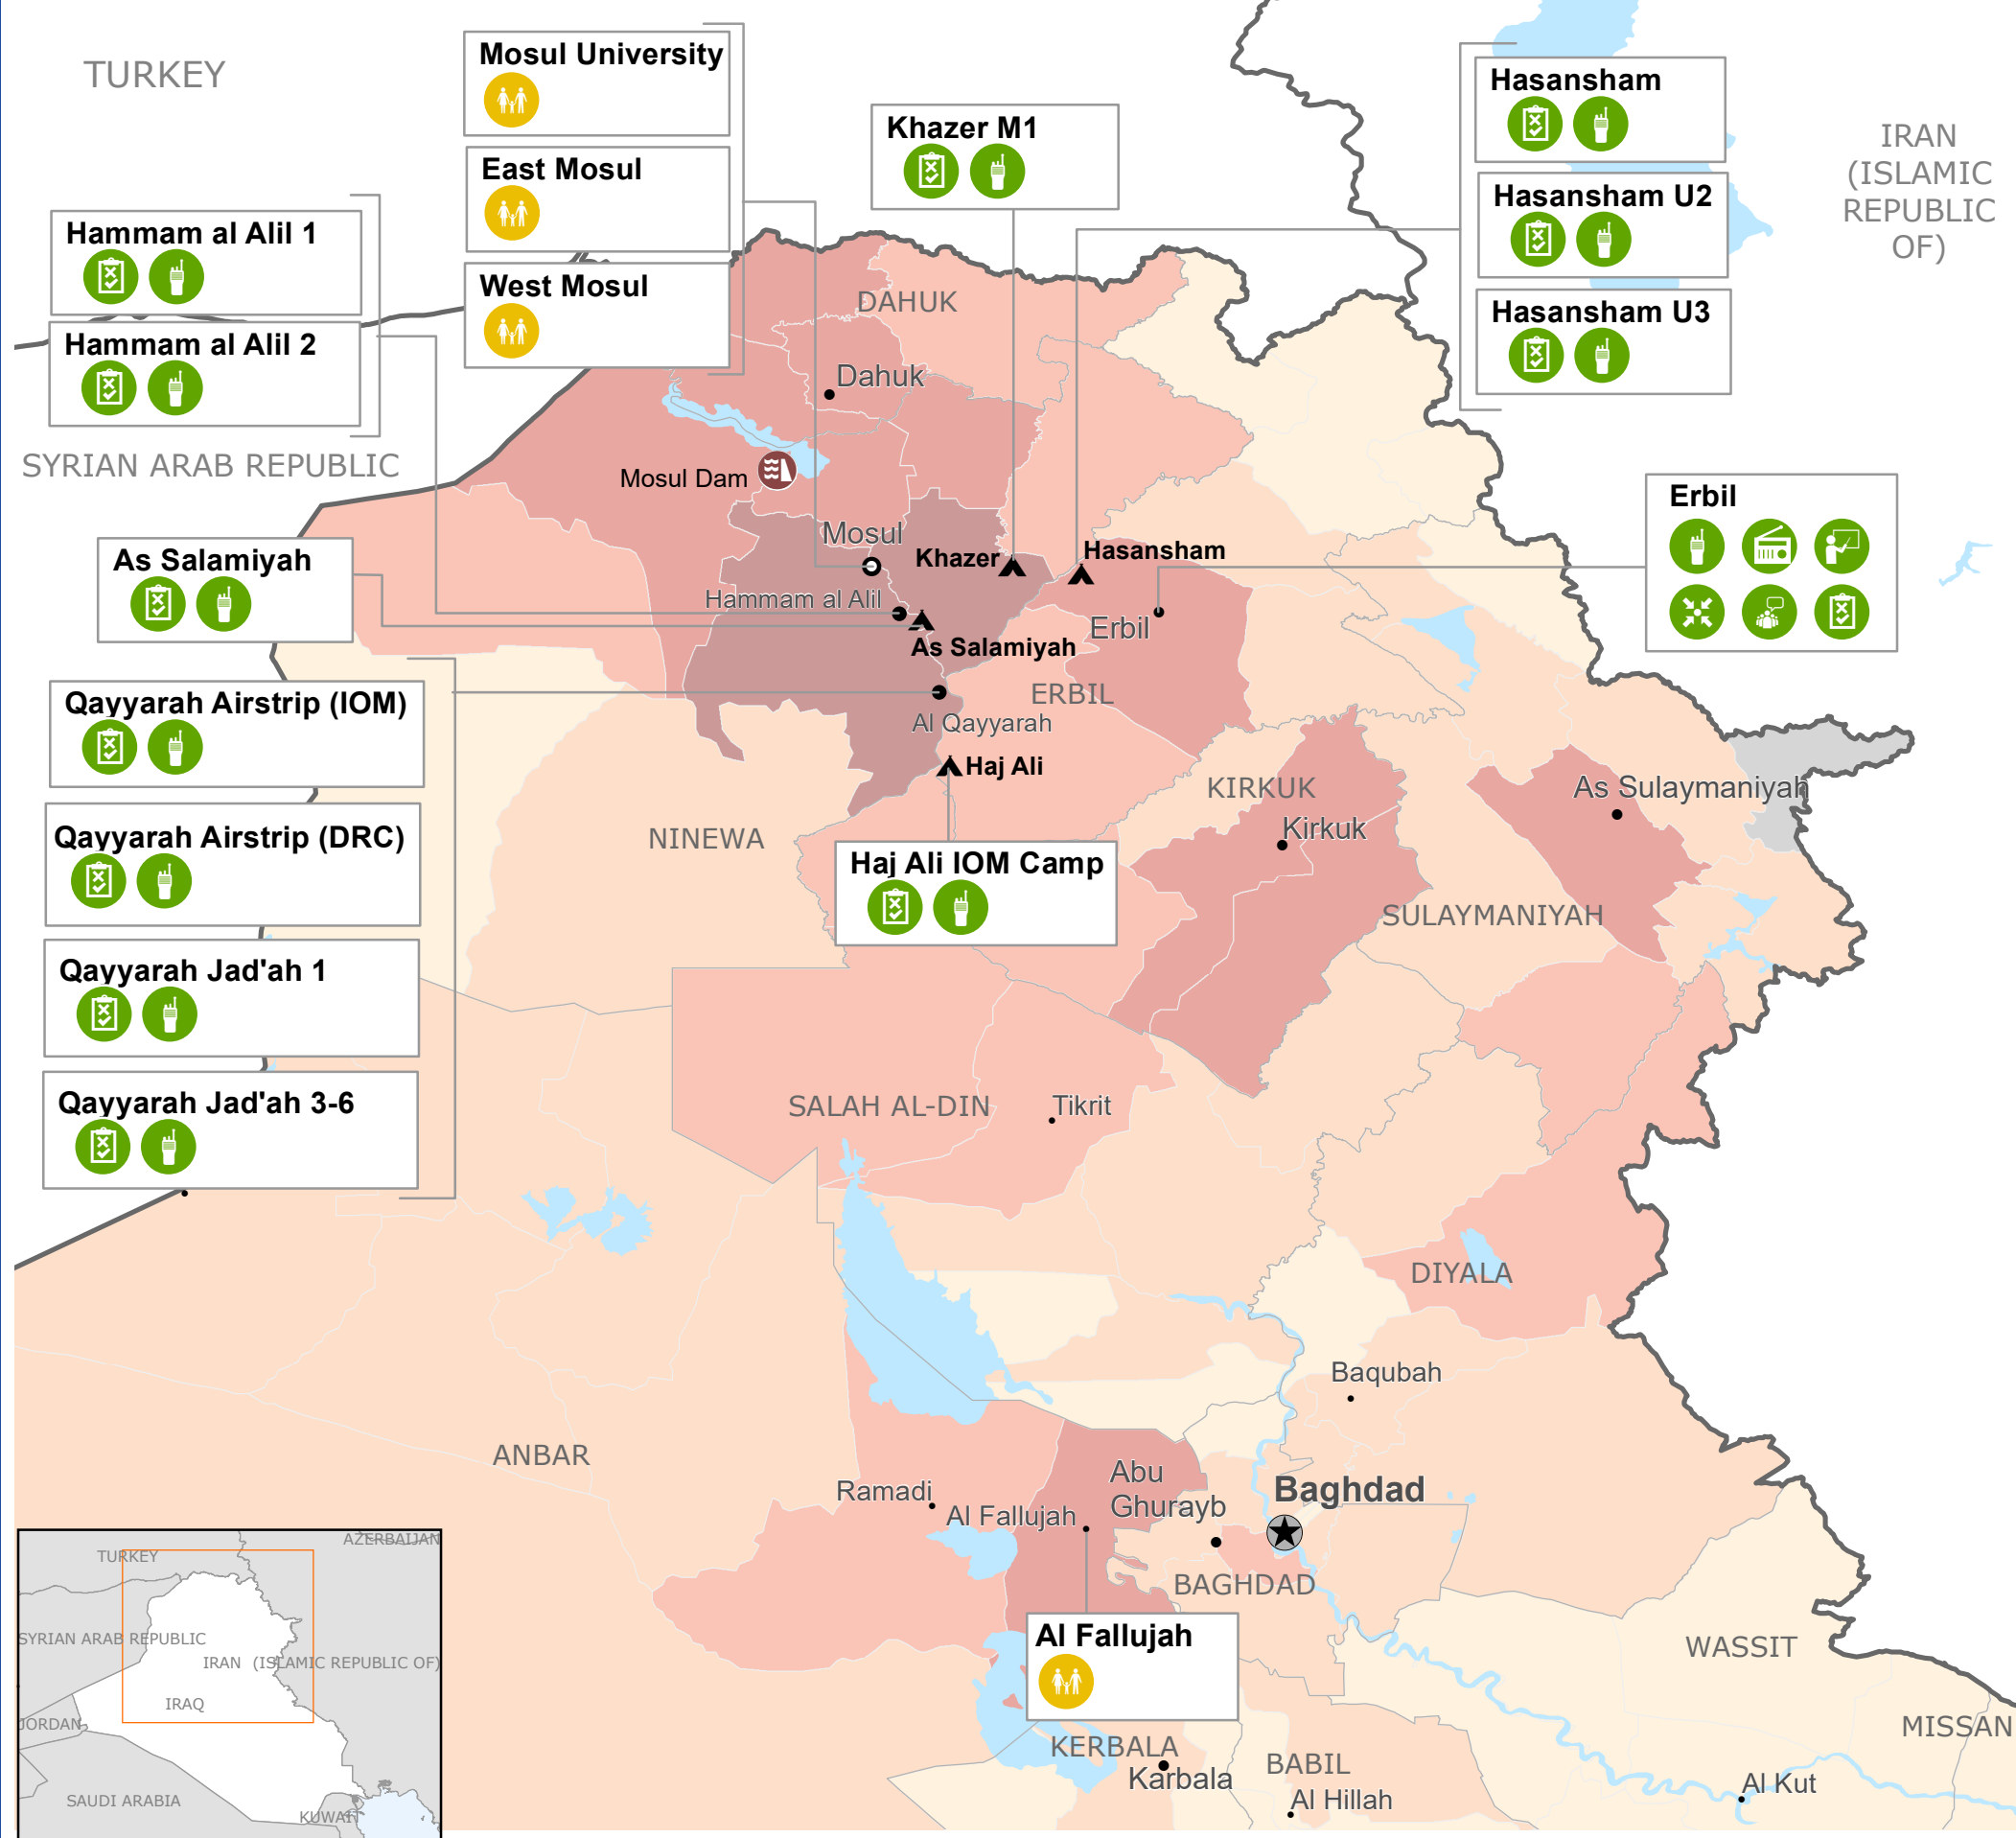 TURKEY
Mosul University
East Mosul
West Mosul
Khazer M1
Hasansham
Hasansham U2
Hasansham U3
IRAN
(ISLAMIC
REPUBLIC
OF)
Hammam al Alil 1
Hammam al Alil 2
SYRIAN ARAB REPUBLIC
DAHUK
Dahuk
Mosul Dam
Mosul
Khazer
Hasansham
Erbil
As Salamiyah
Hammam al Alil
As Salamiyah
Erbil
ERBIL
Qayyarah Airstrip (IOM)
Al Qayyarah
Haj Ali
Qayyarah Airstrip (DRC)
NINEWA
KIRKUK
Kirkuk
As Sulaymaniyah
Haj Ali IOM Camp
SULAYMANIYAH
Qayyarah Jad'ah 1
Qayyarah Jad'ah 3-6
SALAH AL-DIN
Tikrit
DIYALA
Baqubah
ANBAR
Ramadi
Al Fallujah
Abu
Ghurayb
Baghdad
BAGHDAD
Al Fallujah
WASSIT
MISSAN
KERBALA
Karbala
BABIL
Al Hillah
Al Kut
AZERBAIJAN
TURKEY
SYRIAN ARAB REPUBLIC
IRAN (ISLAMIC REPUBLIC OF)
IRAQ
JORDAN
SAUDI ARABIA
KUWAIT